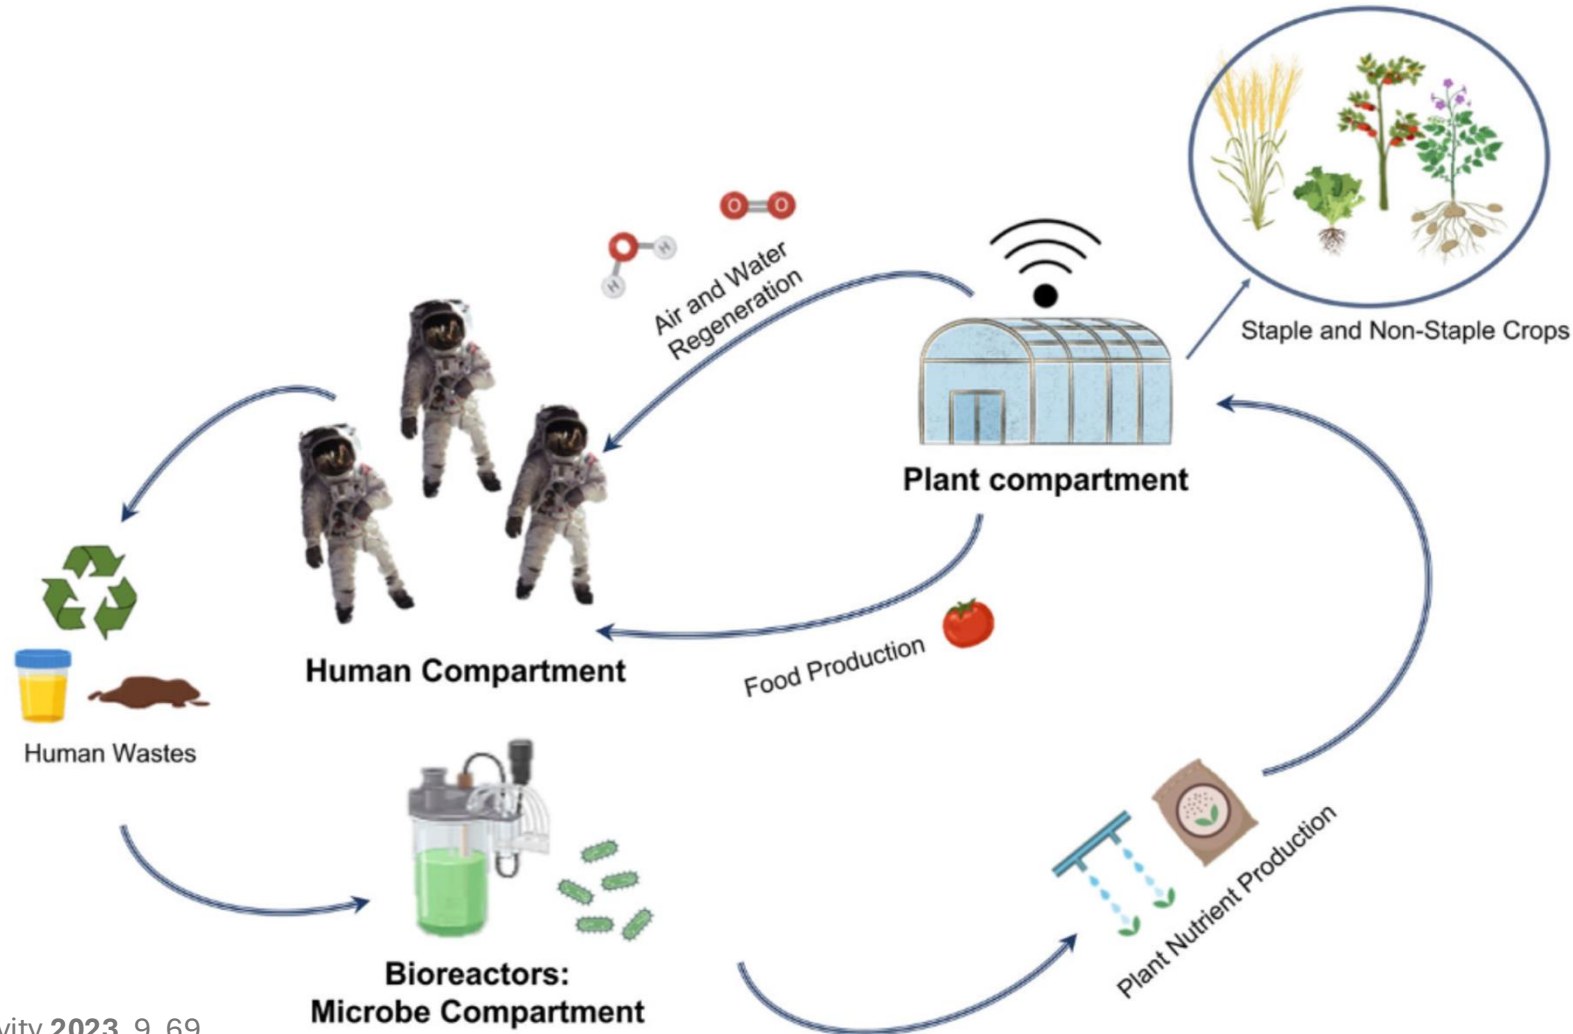 O O
H
H
Air and Water
Regeneration
Staple and Non-Staple Crops
Plant compartment
Human Compartment
Food Production
Human Wastes
Plant Nutrient Production
Bioreactors:
Microbe Compartment
vity 2023, 9, 69